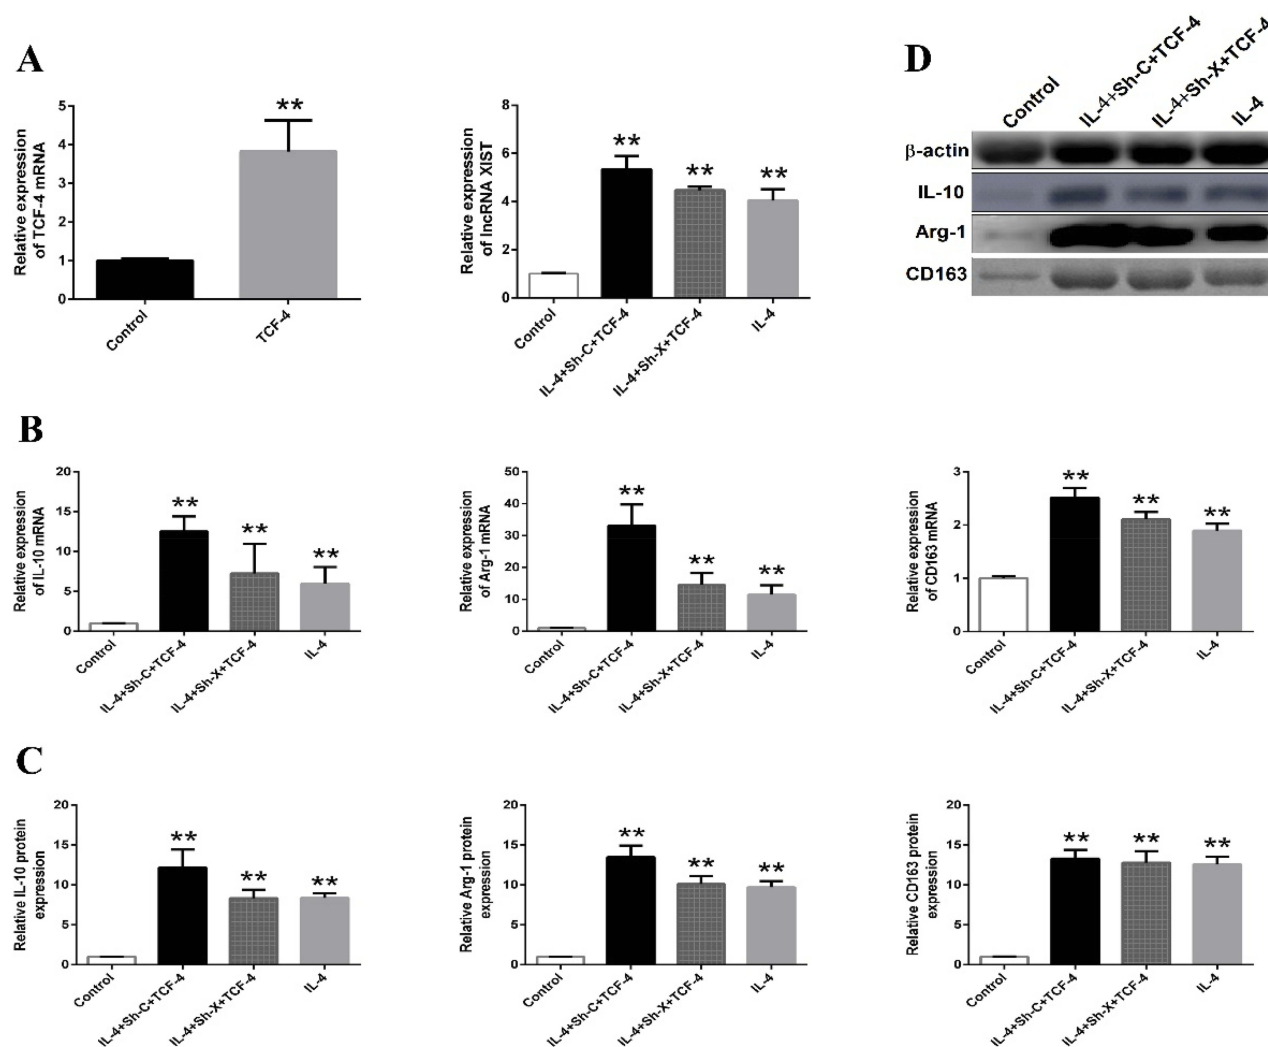 A
Relative expression
of TCF-4 mRNA
5
4
3
2
1
0
**
Control
TCF-4
Relative expression
of lncRNA XIST
8
6
4
2
0
**
**
**
Control
IL-4+Sh-C+TCF-4
IL-4+Sh-X+TCF-4
IL-4
D
Control
IL-4+Sh-C+TCF-4
IL-4+Sh-X+TCF-4
IL-4
β-actin
IL-10
Arg-1
CD163
B
Relative expression
of IL-10 mRNA
20
15
10
5
0
**
**
**
Control
IL-4+Sh-C+TCF-4
IL-4+Sh-X+TCF-4
IL-4
Relative expression
of Arg-1 mRNA
50
40
30
20
10
0
**
**
**
Control
IL-4+Sh-C+TCF-4
IL-4+Sh-X+TCF-4
IL-4
Relative expression
of CD163 mRNA
3
2
1
0
**
**
**
Control
IL-4+Sh-C+TCF-4
IL-4+Sh-X+TCF-4
IL-4
C
Relative IL-10 protein
expression
20
15
10
5
0
**
**
**
Control
IL-4+Sh-C+TCF-4
IL-4+Sh-X+TCF-4
IL-4
Relative Arg-1 protein
expression
20
15
10
5
0
**
**
**
Control
IL-4+Sh-C+TCF-4
IL-4+Sh-X+TCF-4
IL-4
Relative CD163 protein
expression
20
15
10
5
0
**
**
**
Control
IL-4+Sh-C+TCF-4
IL-4+Sh-X+TCF-4
IL-4